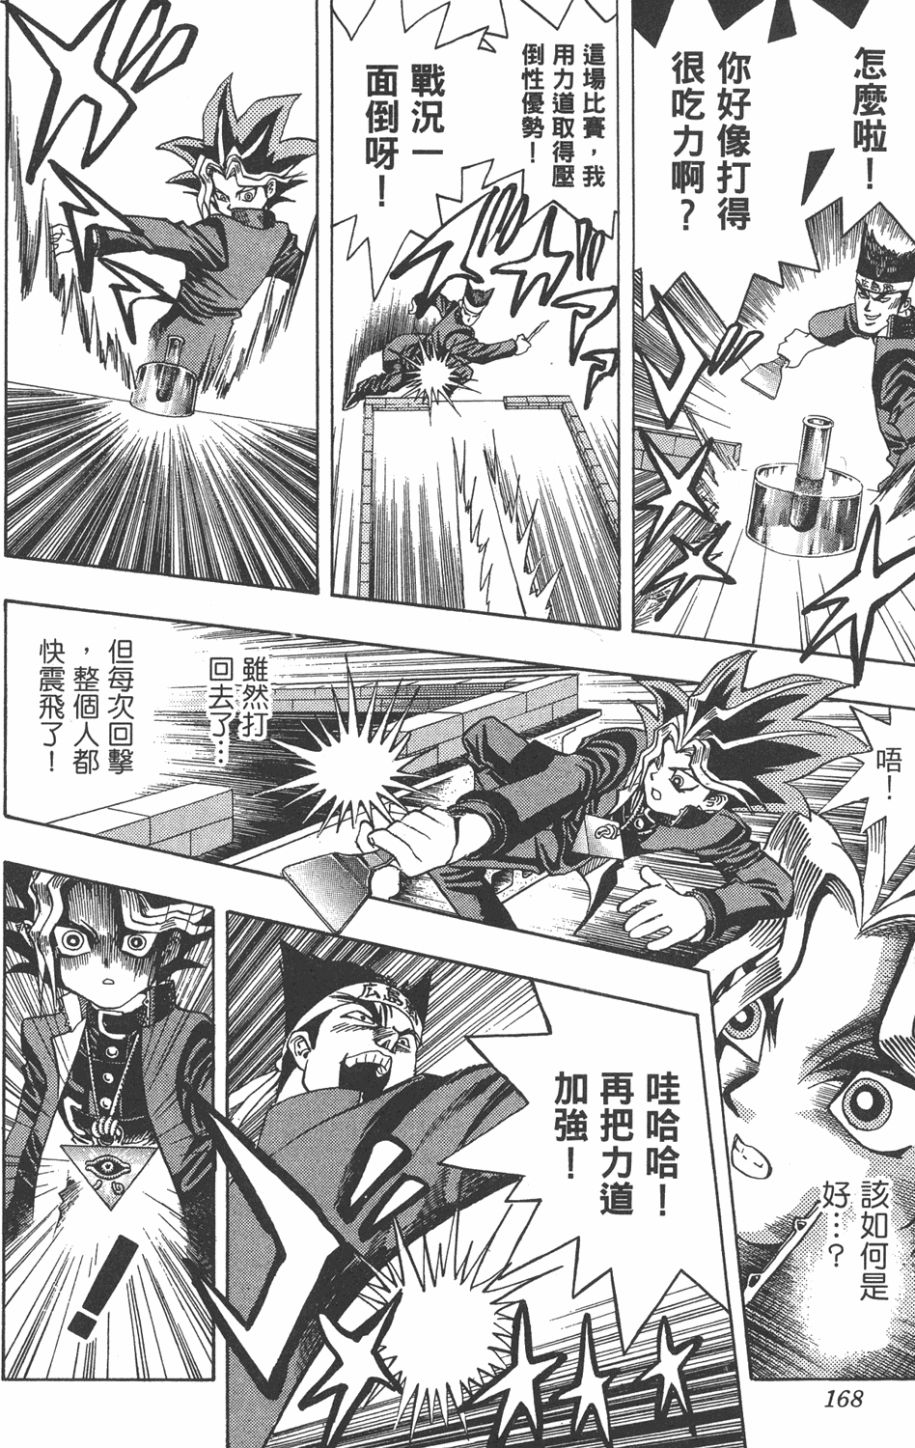 怎麼啦！
你好像打得
很吃力啊？
這場比賽，我
用力道取得壓
倒性優勢！
戰況一
面倒呀！
唔！
雖然打
回去了…
但每次回擊
，整個人都
快震飛了！
該如何是
好…？
哇哈哈！
再把力道
加強！
！
168